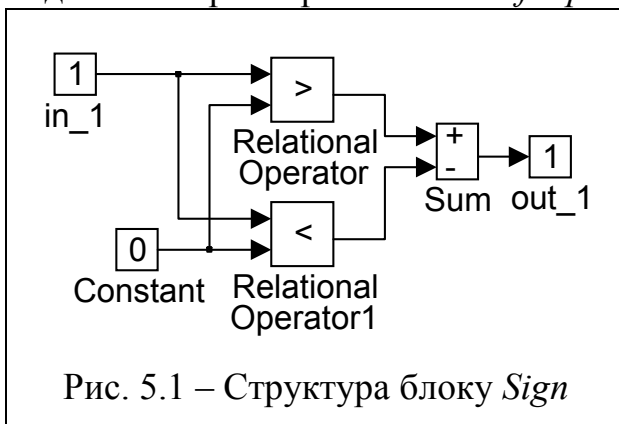 1
in_1
>
Relational
Operator
+
-
Sum
1
out_1
0
Constant
<
Relational
Operator1
Рис. 5.1 – Структура блоку Sign